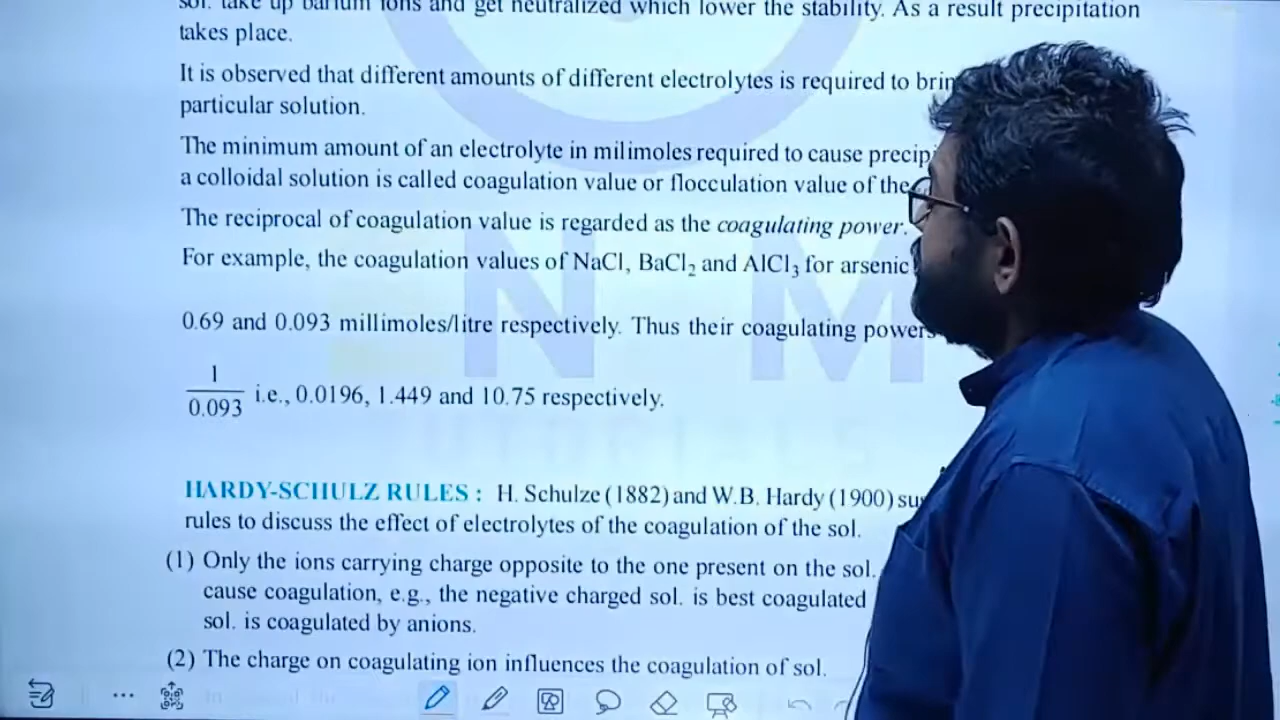 sol. take up barium ions and get neutralized which lower the stability. As a result precipitation
takes place.
It is observed that different amounts of different electrolytes is required to
particular solution.
The minimum amount of an electrolyte in milimoles required to cause
a colloidal solution is called coagulation value or flocculation value of the
The reciprocal of coagulation value is regarded as the coagulating power.
For example, the coagulation values of NaCl, BaCl₂ and AlCl₃ for arsenic
0.69 and 0.093 millimoles/litre respectively. Thus their coagulating powers
1
0.093 i.e., 0.0196, 1.449 and 10.75 respectively.
HARDY-SCHULZ RULES : H. Schulze (1882) and W.B. Hardy (1900)
rules to discuss the effect of electrolytes of the coagulation of the sol.
(1) Only the ions carrying charge opposite to the one present on the sol.
cause coagulation, e.g., the negative charged sol. is best coagulated
sol. is coagulated by anions.
(2) The charge on coagulating ion influences the coagulation of sol.
N M